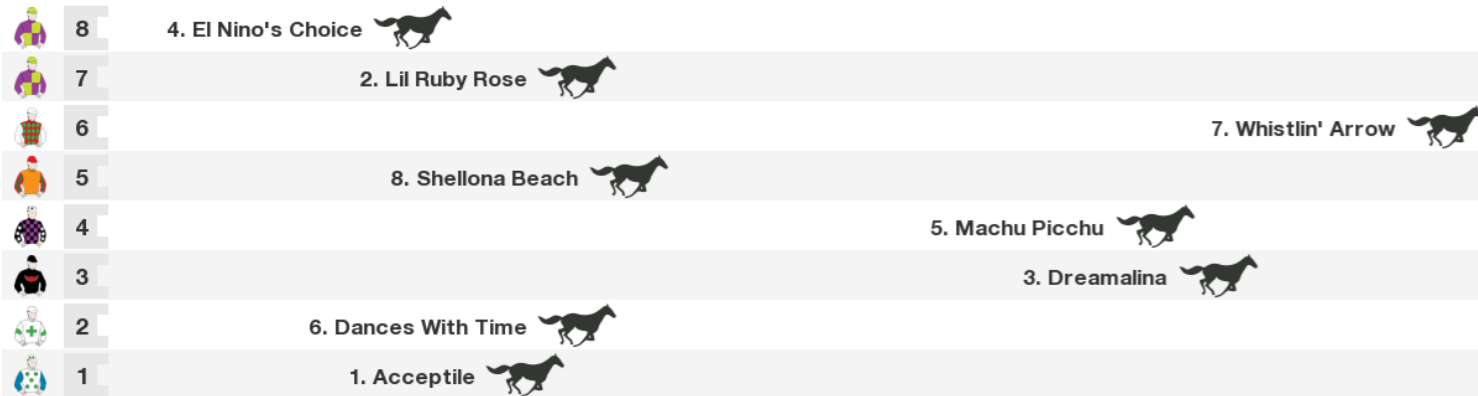 8 4. El Nino's Choice
7 2. Lil Ruby Rose
6 7. Whistlin' Arrow
5 8. Shellona Beach
4 5. Machu Picchu
3 3. Dreamalina
2 6. Dances With Time
1 1. Acceptile